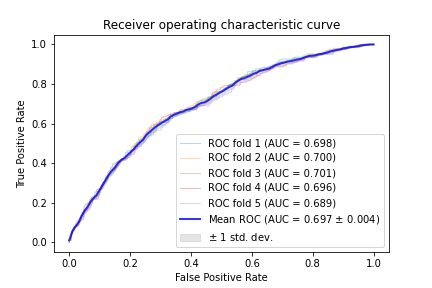 Receiver operating characteristic curve
True Positive Rate
1.0
0.8
0.6
0.4
0.2
0.0
ROC fold 1 (AUC = 0.698)
ROC fold 2 (AUC = 0.700)
ROC fold 3 (AUC = 0.701)
ROC fold 4 (AUC = 0.696)
ROC fold 5 (AUC = 0.689)
Mean ROC (AUC = 0.697 ± 0.004)
± 1 std. dev.
0.0 0.2 0.4 0.6 0.8 1.0
False Positive Rate